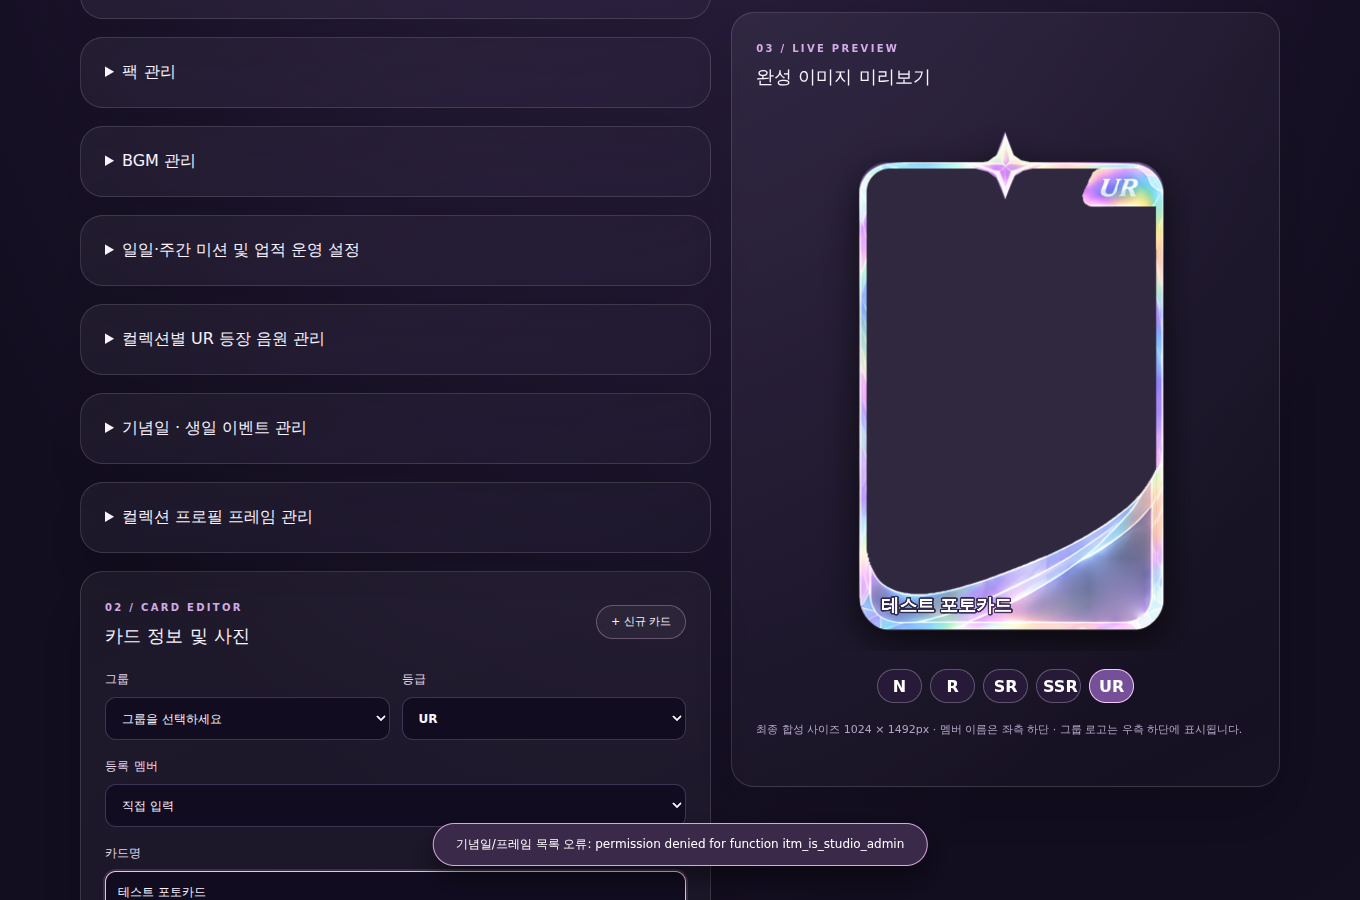 ▶ 팩 관리
▶ BGM 관리
▶ 일일·주간 미션 및 업적 운영 설정
▶ 컬렉션별 UR 등장 음원 관리
▶ 기념일 · 생일 이벤트 관리
▶ 컬렉션 프로필 프레임 관리
02 / CARD EDITOR
카드 정보 및 사진
+ 신규 카드
그룹
등급
그룹을 선택하세요
UR
등록 멤버
직접 입력
카드명
테스트 포토카드
03 / LIVE PREVIEW
완성 이미지 미리보기
UR
테스트 포토카드
N R SR SSR UR
최종 합성 사이즈 1024 × 1492px · 멤버 이름은 좌측 하단 · 그룹 로고는 우측 하단에 표시됩니다.
기념일/프레임 목록 오류: permission denied for function itm_is_studio_admin